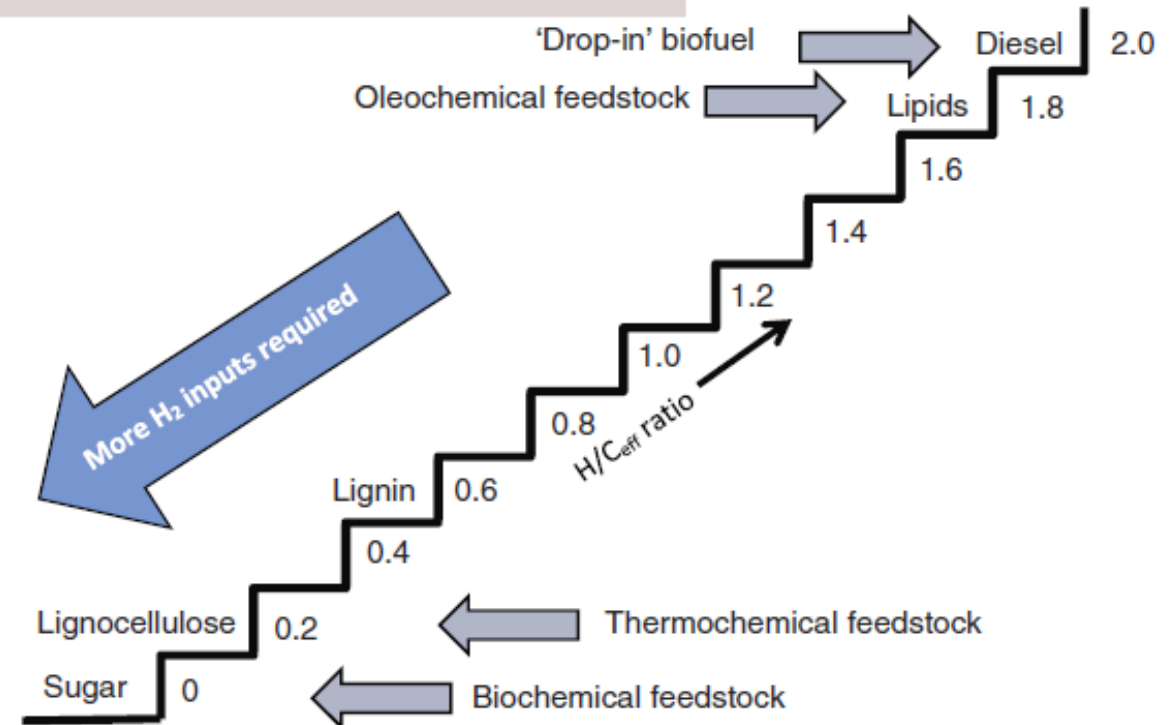 ‘Drop-in’ biofuel
Diesel
2.0
Oleochemical feedstock
Lipids
1.8
1.6
1.4
1.2
More H₂ inputs required
1.0
H/Ceff ratio
0.8
Lignin
0.6
0.4
Lignocellulose
0.2
Thermochemical feedstock
Sugar
0
Biochemical feedstock